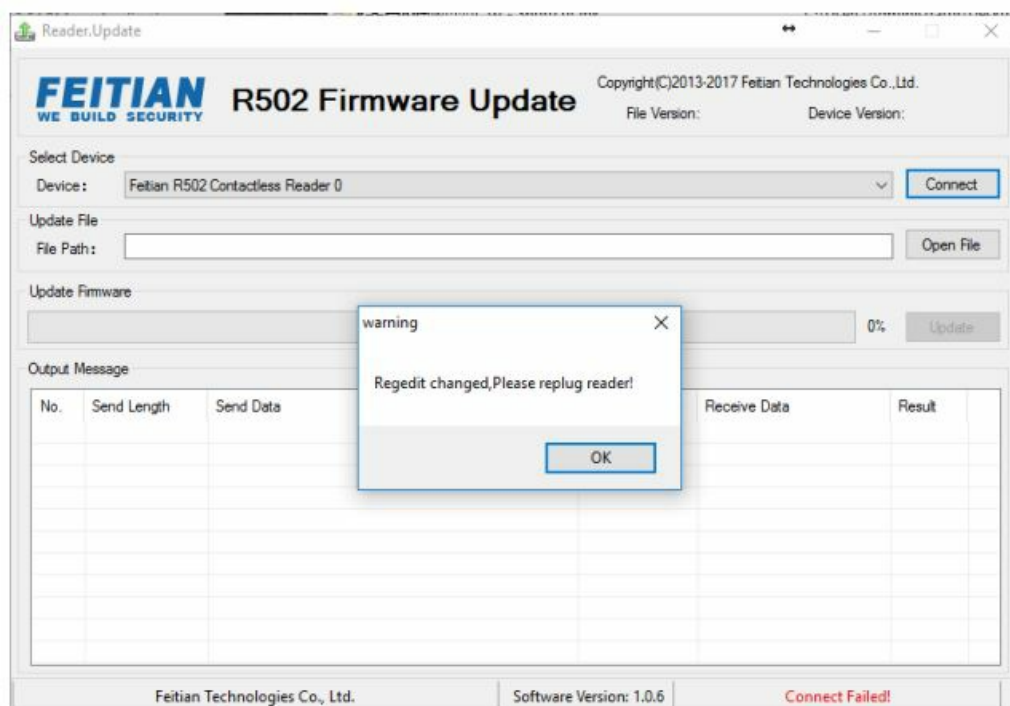 Reader.Update
FEITIAN
WE BUILD SECURITY
R502 Firmware Update
Copyright(C)2013-2017 Feitian Technologies Co.,Ltd.
File Version:
Device Version:
Select Device
Device:
Feitian R502 Contactless Reader 0
Connect
Update File
File Path:
Open File
Update Firmware
0%
Update
warning
Regedit changed,Please replug reader!
OK
Output Message
No.
Send Length
Send Data
Receive Data
Result
Feitian Technologies Co., Ltd.
Software Version: 1.0.6
Connect Failed!